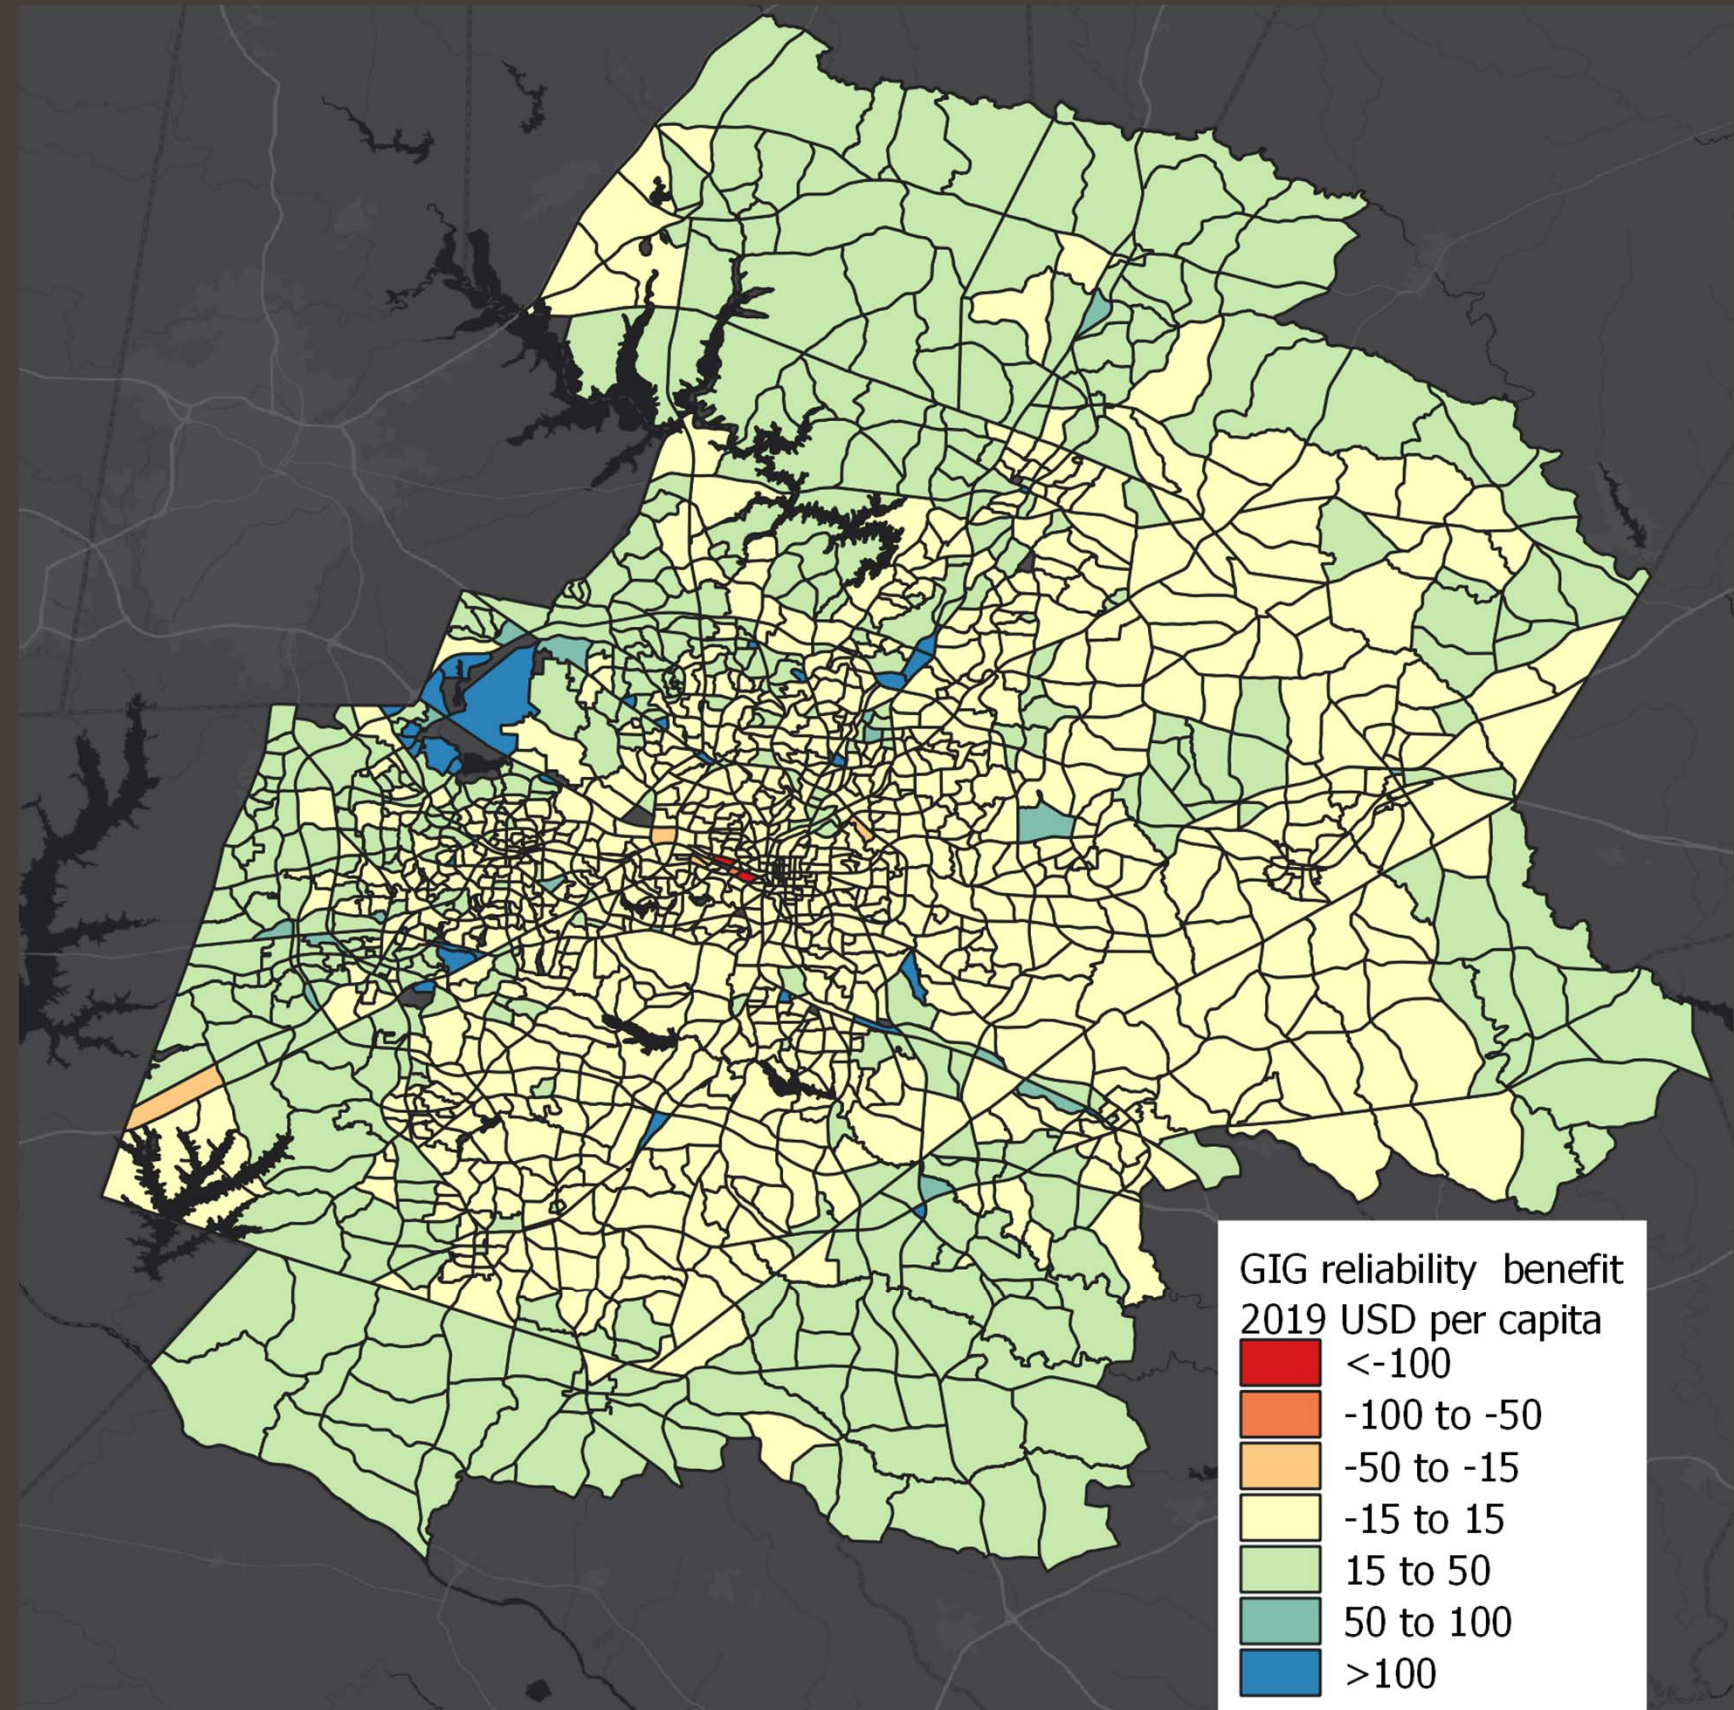 GIG reliability benefit
2019 USD per capita
<-100
-100 to -50
-50 to -15
-15 to 15
15 to 50
50 to 100
>100